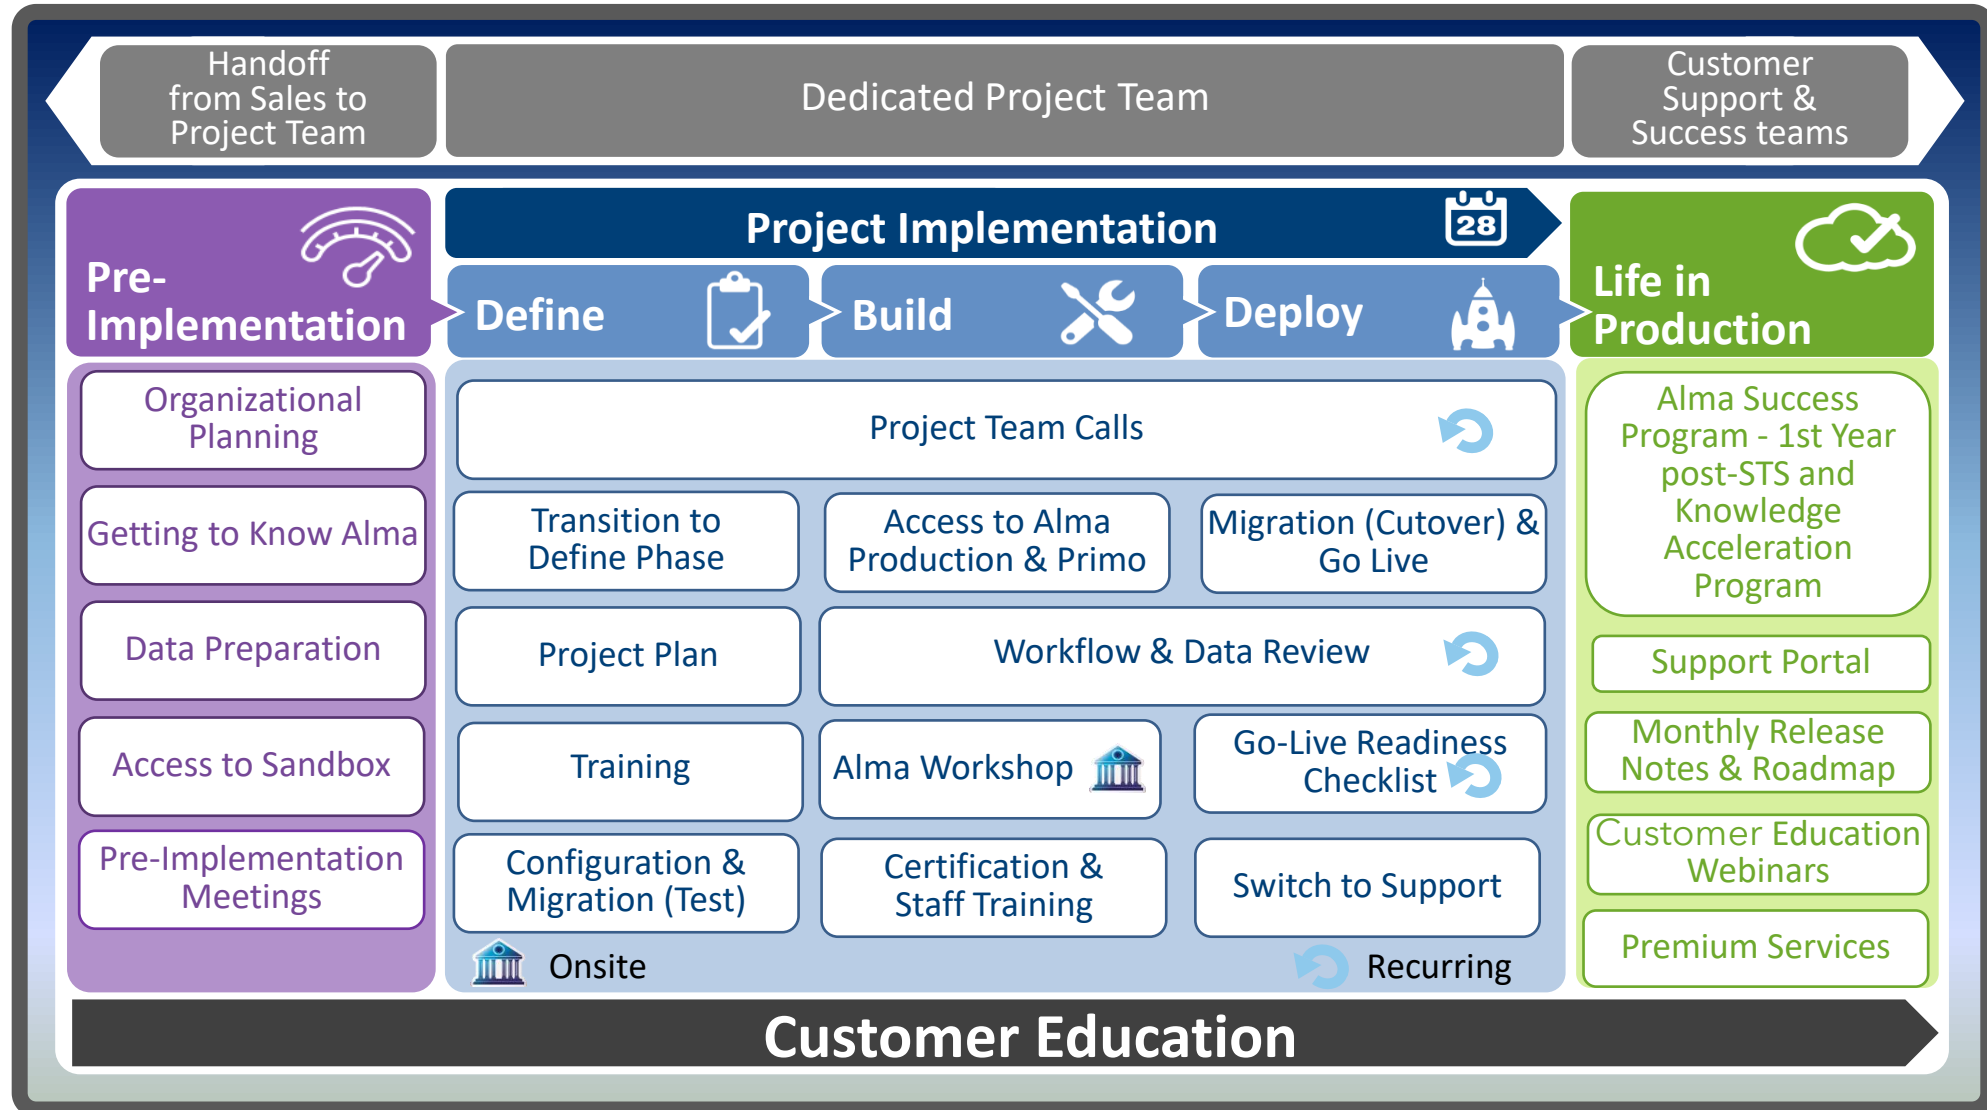 Handoff
from Sales to
Project Team
Dedicated Project Team
Customer
Support &
Success teams
Pre-
Implementation
Project Implementation
28
Define
Build
Deploy
Life in
Production
Organizational
Planning
Getting to Know Alma
Data Preparation
Access to Sandbox
Pre-Implementation
Meetings
Project Team Calls
Transition to
Define Phase
Access to Alma
Production & Primo
Migration (Cutover) &
Go Live
Project Plan
Workflow & Data Review
Training
Alma Workshop
Go-Live Readiness
Checklist
Configuration &
Migration (Test)
Certification &
Staff Training
Switch to Support
Onsite
Recurring
Alma Success
Program - 1st Year
post-STS and
Knowledge
Acceleration
Program
Support Portal
Monthly Release
Notes & Roadmap
Customer Education
Webinars
Premium Services
Customer Education